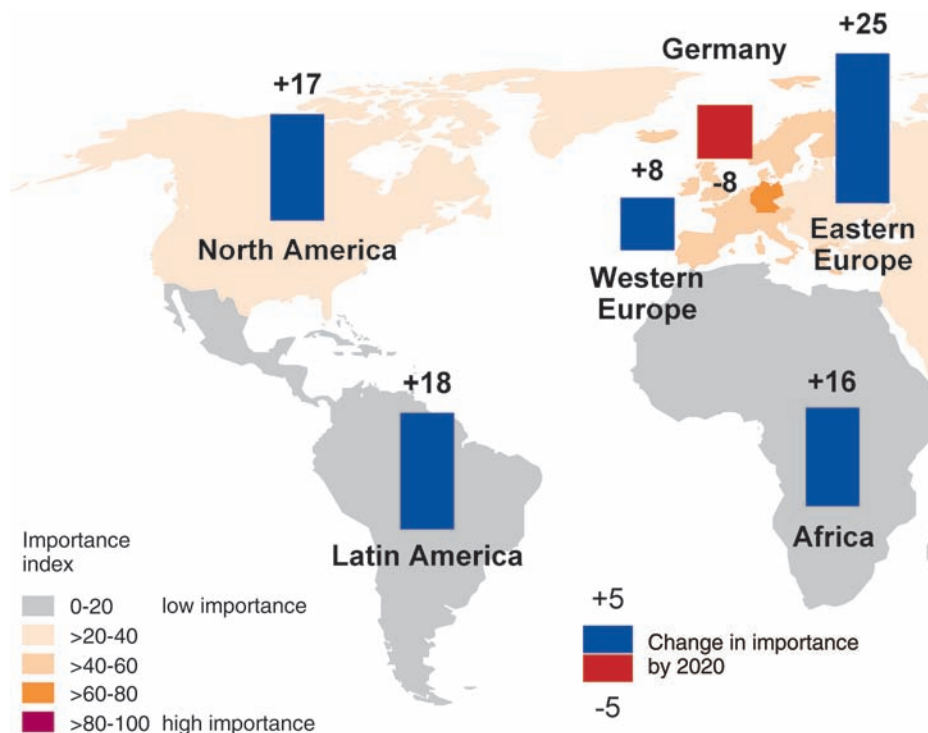 +25
Germany
+17
+8
-8
Eastern
Europe
North America
Western
Europe
+18
+16
Africa
Latin America
Importance
index
0-20 low importance
>20-40
>40-60
>60-80
>80-100 high importance
+5
Change in importance
by 2020
-5